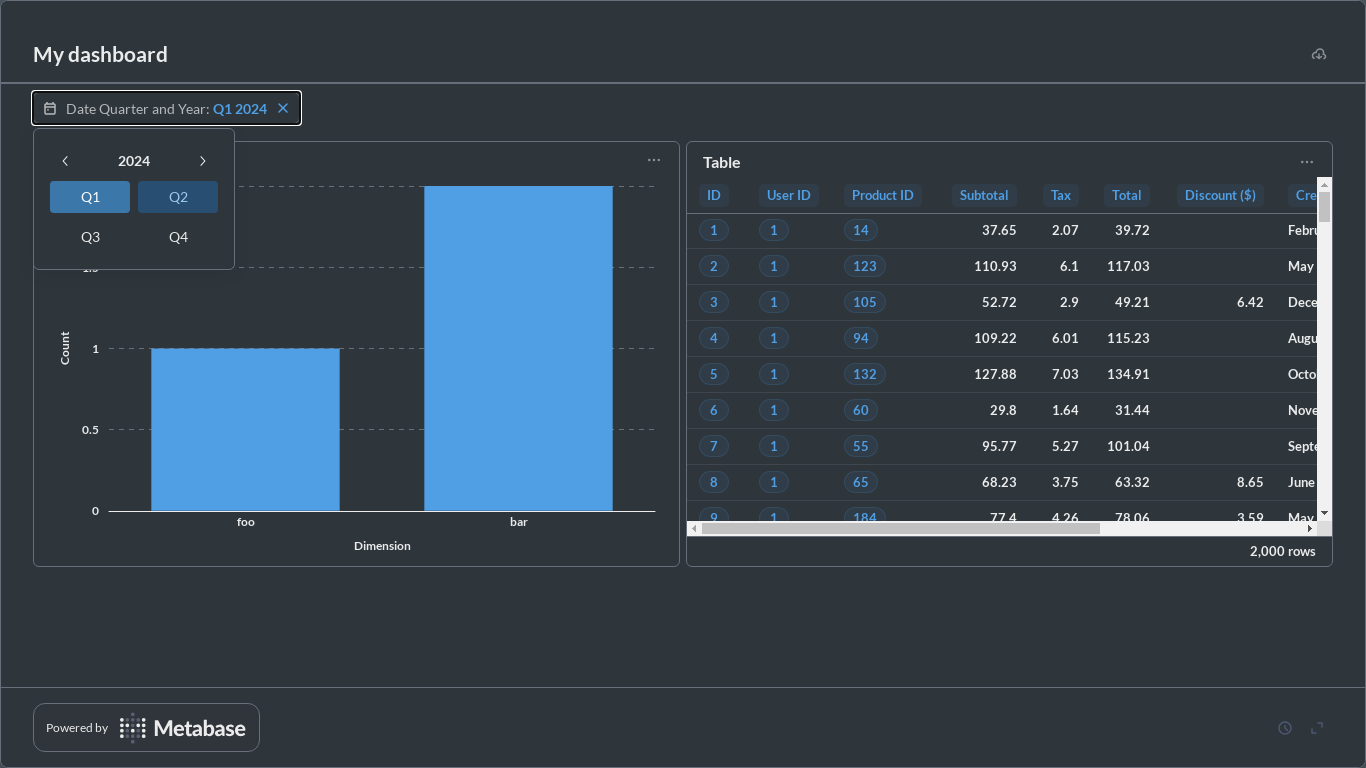 My dashboard
Date Quarter and Year: Q1 2024
2024
Q1 Q2
Q3 Q4
1
0.5
0
Count
foo bar
Dimension
Table
ID User ID Product ID Subtotal Tax Total Discount ($) Cre
1 1 14 37.65 2.07 39.72 Febru
2 1 123 110.93 6.1 117.03 May
3 1 105 52.72 2.9 49.21 6.42 Dece
4 1 94 109.22 6.01 115.23 Augu
5 1 132 127.88 7.03 134.91 Octo
6 1 60 29.8 1.64 31.44 Nove
7 1 55 95.77 5.27 101.04 Septe
8 1 65 68.23 3.75 63.32 8.65 June
9 1 184 77.4 4.26 78.06 3.59 May
2,000 rows
Powered by Metabase